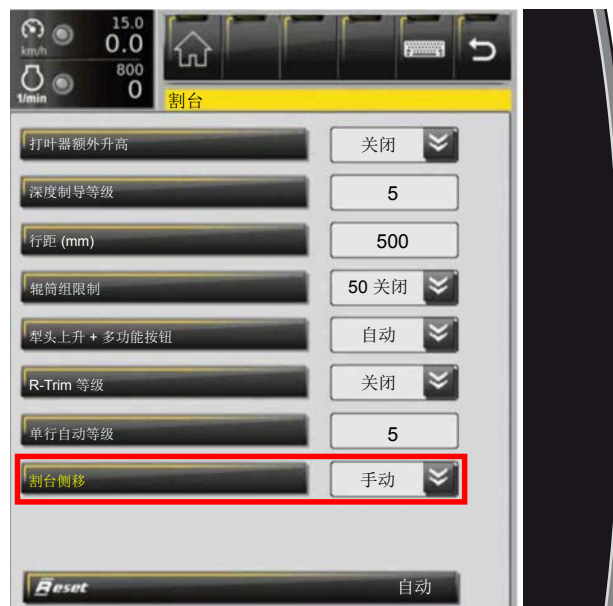 km/h 15.0
0.0
1/min 800
0
割台
打叶器额外升高 关闭
深度制导等级 5
行距 (mm) 500
辊筒组限制 50 关闭
犁头上升 + 多功能按钮 自动
R-Trim 等级 关闭
单行自动等级 5
割台侧移 手动
Reset 自动